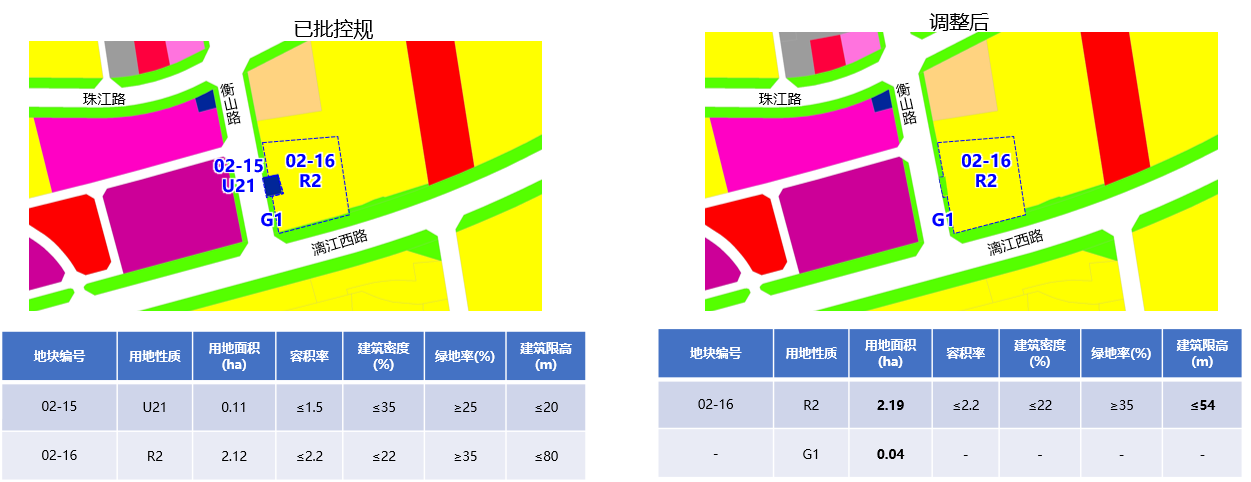 已批控规
珠江路
衡山路
02-15
U21
02-16
R2
G1
漓江西路
地块编号 用地性质 用地面积(ha) 容积率 建筑密度(%) 绿地率(%) 建筑限高(m)
02-15 U21 0.11 ≤1.5 ≤35 ≥25 ≤20
02-16 R2 2.12 ≤2.2 ≤22 ≥35 ≤80
调整后
珠江路
衡山路
02-16
R2
G1
漓江西路
地块编号 用地性质 用地面积(ha) 容积率 建筑密度(%) 绿地率(%) 建筑限高(m)
02-16 R2 2.19 ≤2.2 ≤22 ≥35 ≤54
- G1 0.04 - - - -